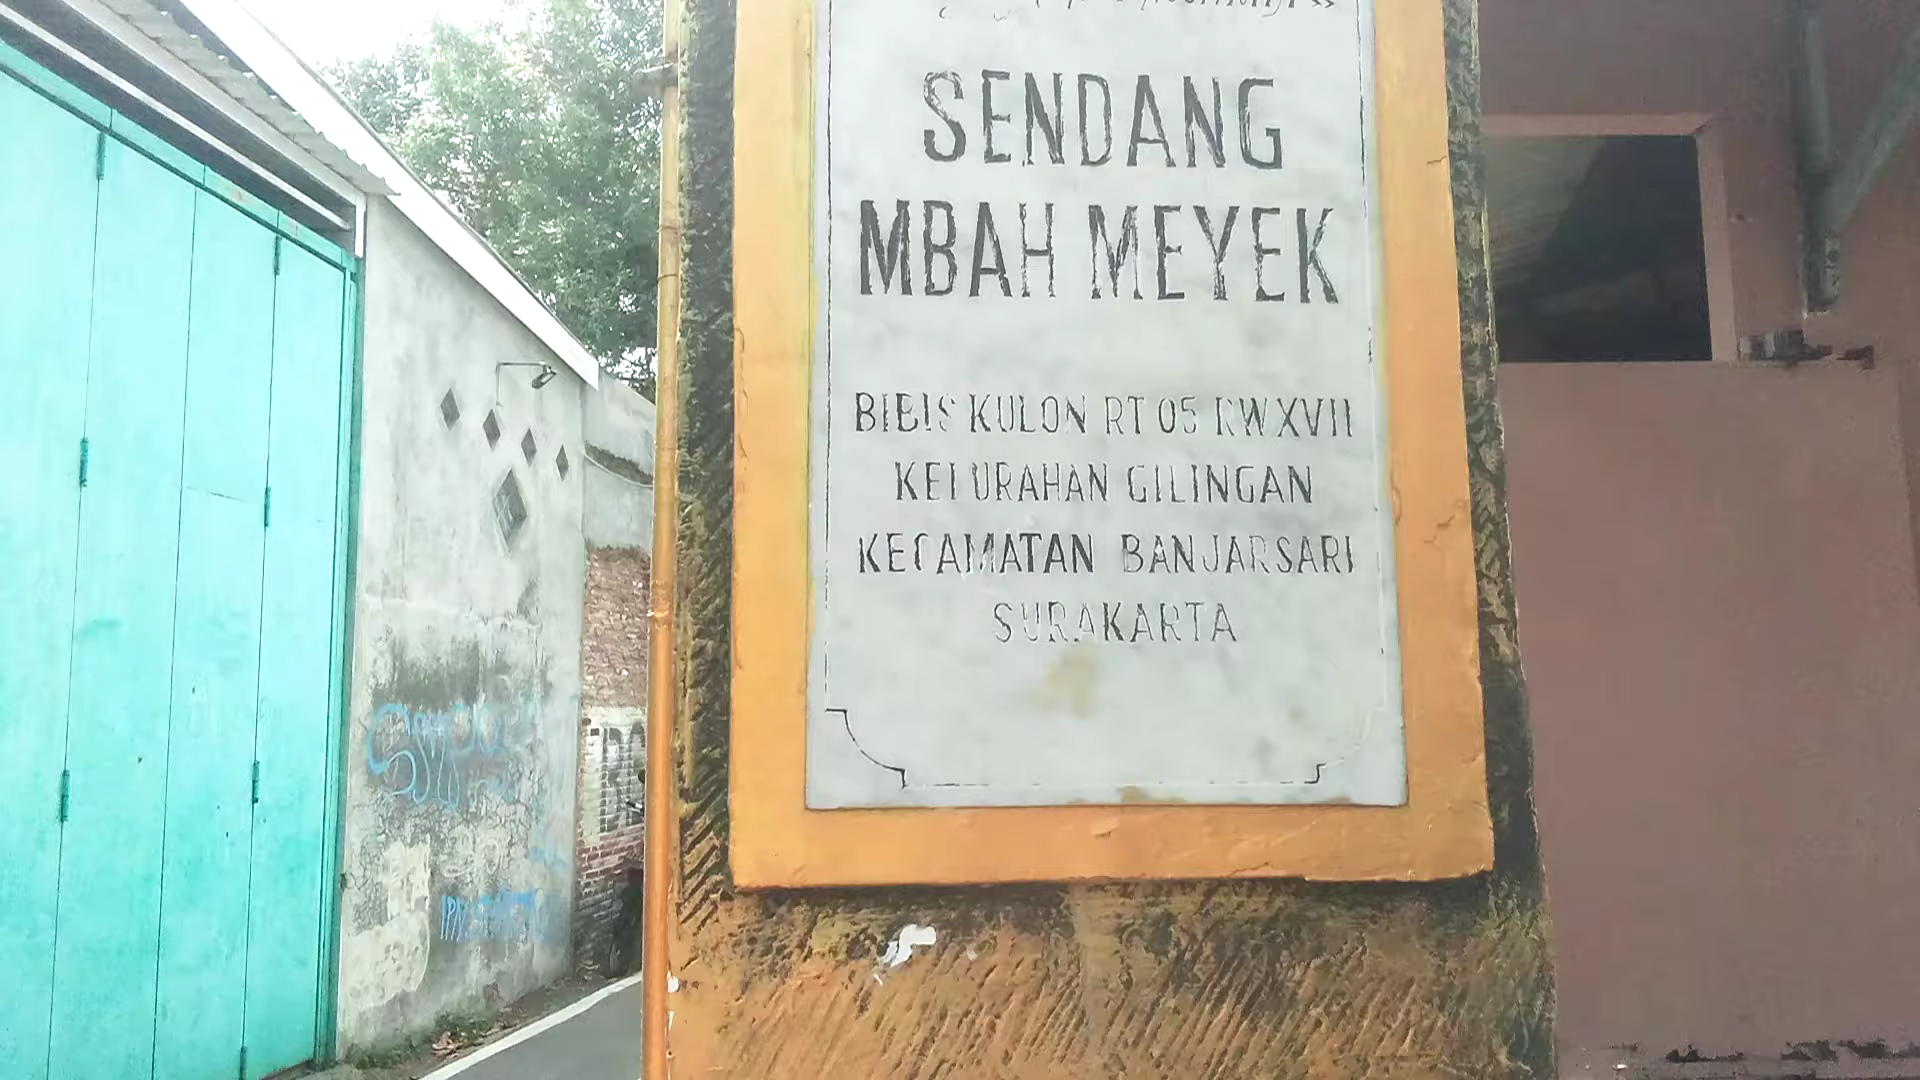 SENDANG
MBAH MEYEK
BIBIS KULON RT 05 RW XVII
KELURAHAN GILINGAN
KECAMATAN BANJARSARI
SURAKARTA